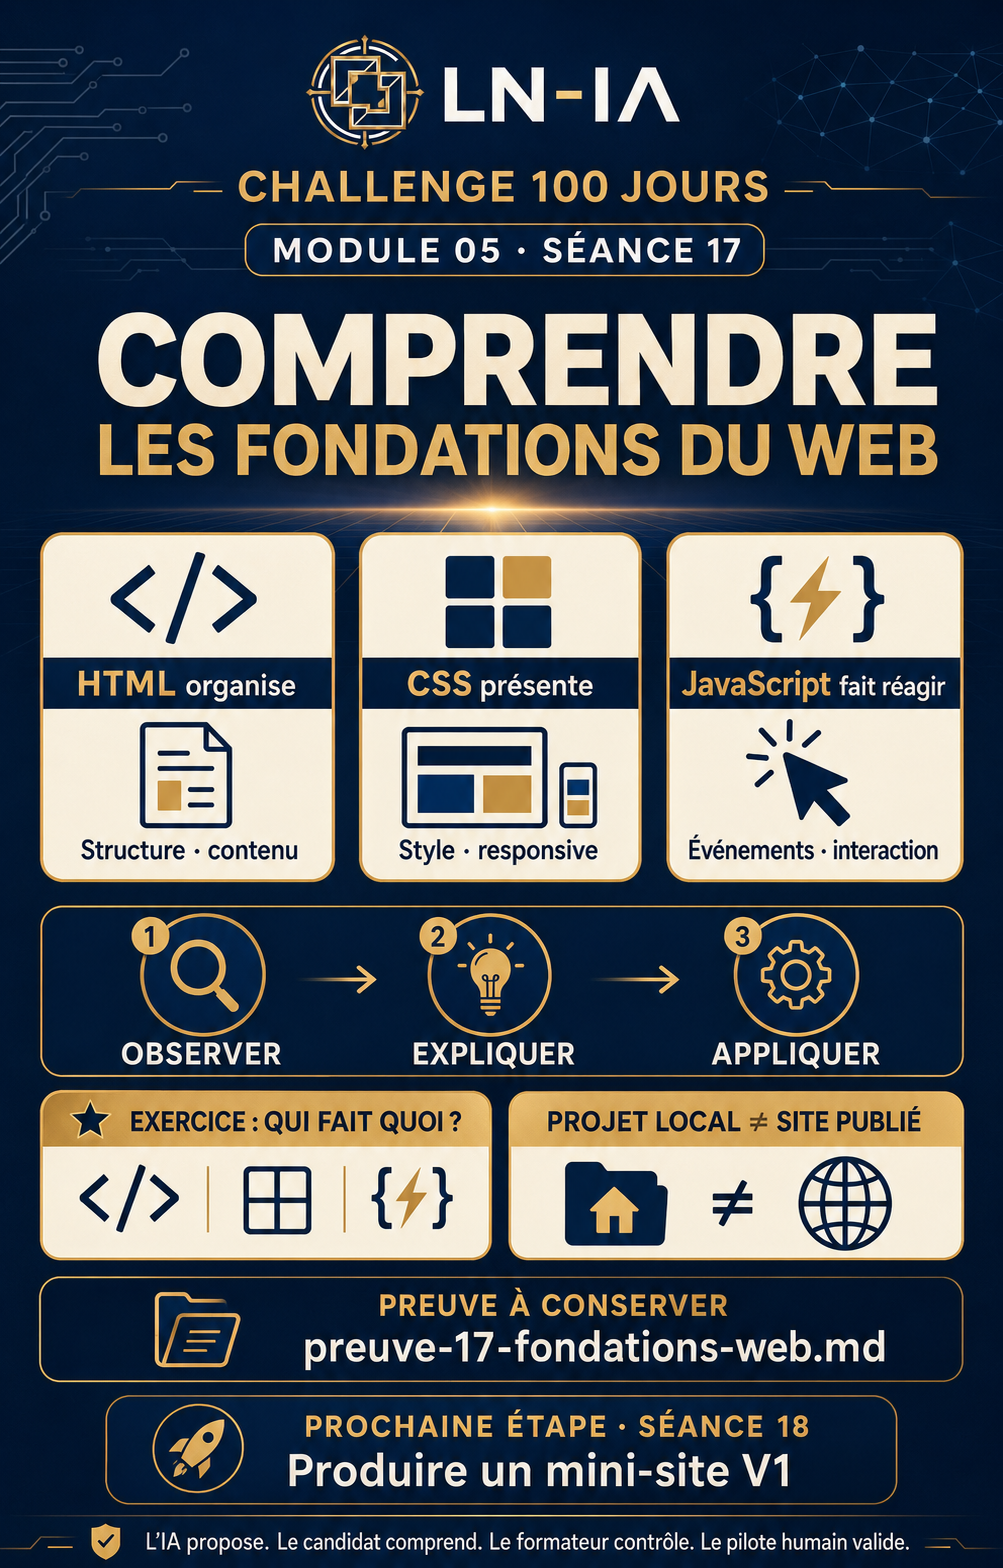 LN-IA
CHALLENGE 100 JOURS
MODULE 05 · SÉANCE 17
COMPRENDRE
LES FONDATIONS DU WEB
</>
{ }
HTML organise
CSS présente
JavaScript fait réagir
Structure · contenu
Style · responsive
Événements · interaction
1
2
3
OBSERVER
EXPLIQUER
APPLIQUER
EXERCICE : QUI FAIT QUOI ?
</>
{ }
PROJET LOCAL ≠ SITE PUBLIÉ
≠
PREUVE À CONSERVER
preuve-17-fondations-web.md
PROCHAINE ÉTAPE · SÉANCE 18
Produire un mini-site V1
L'IA propose. Le candidat comprend. Le formateur contrôle. Le pilote humain valide.